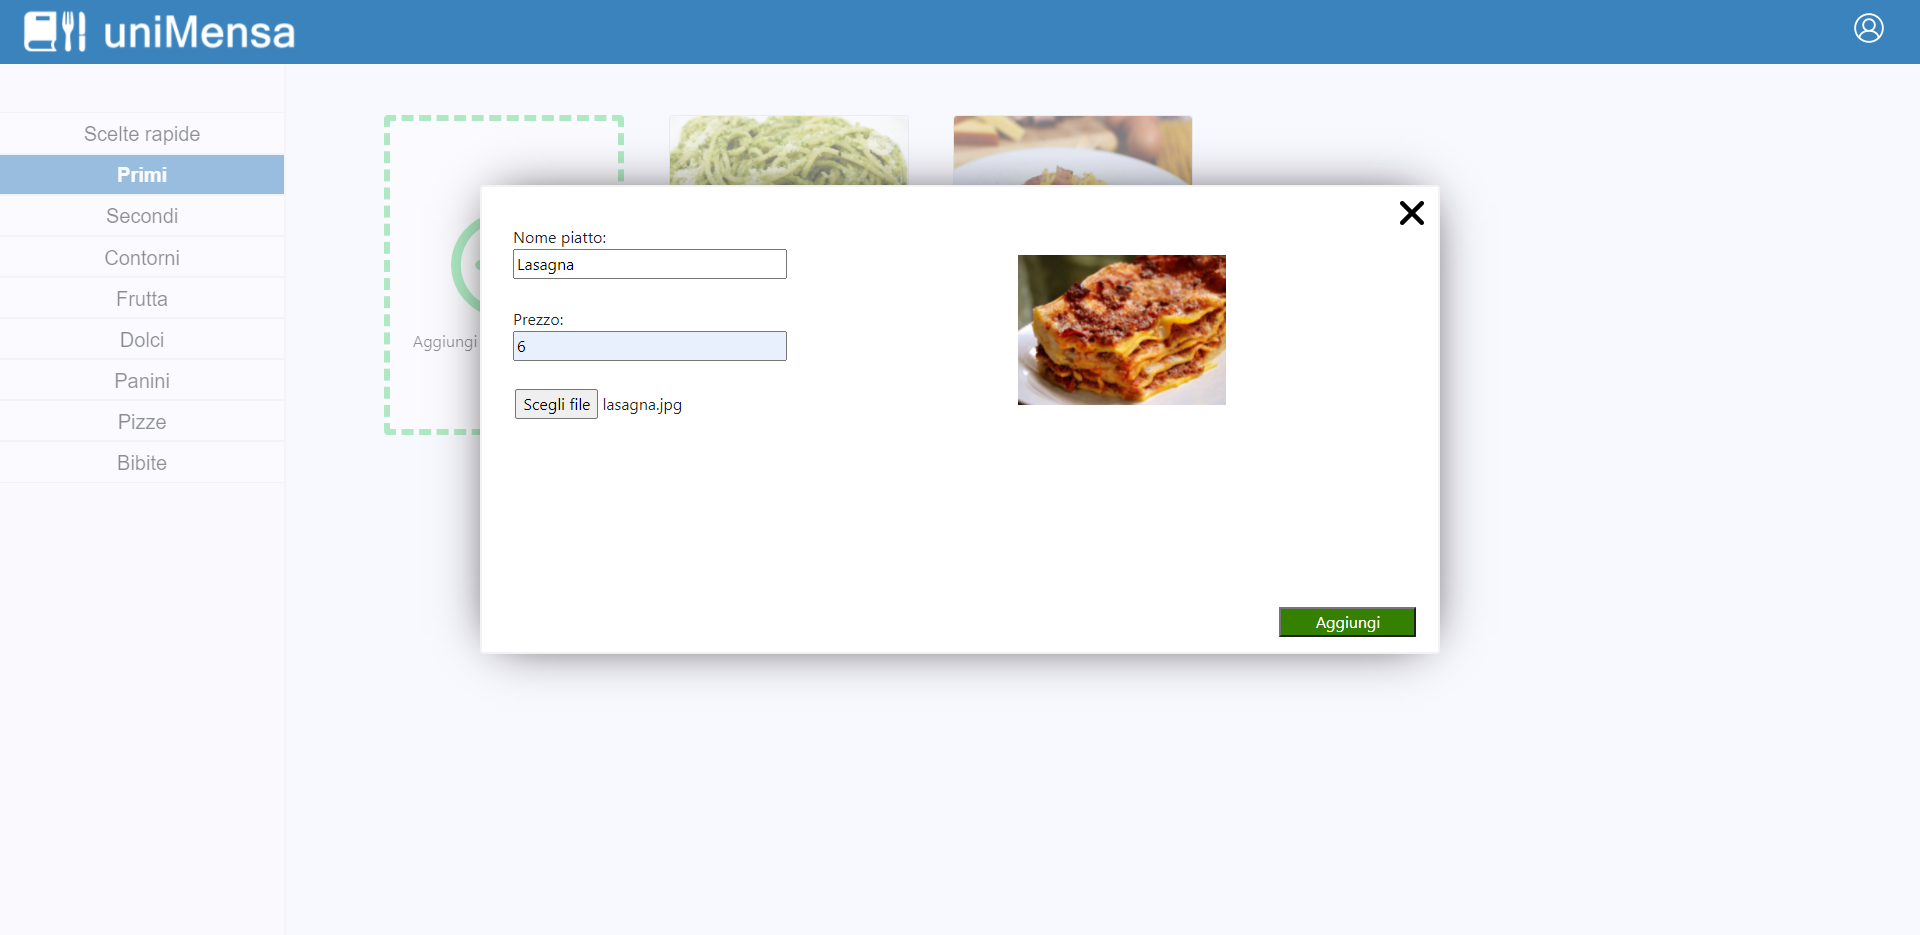 uniMensa
Scelte rapide
Primi
Secondi
Contorni
Frutta
Dolci
Panini
Pizze
Bibite
Aggiungi
Nome piatto:
Lasagna
Prezzo:
6
Scegli file lasagna.jpg
Aggiungi